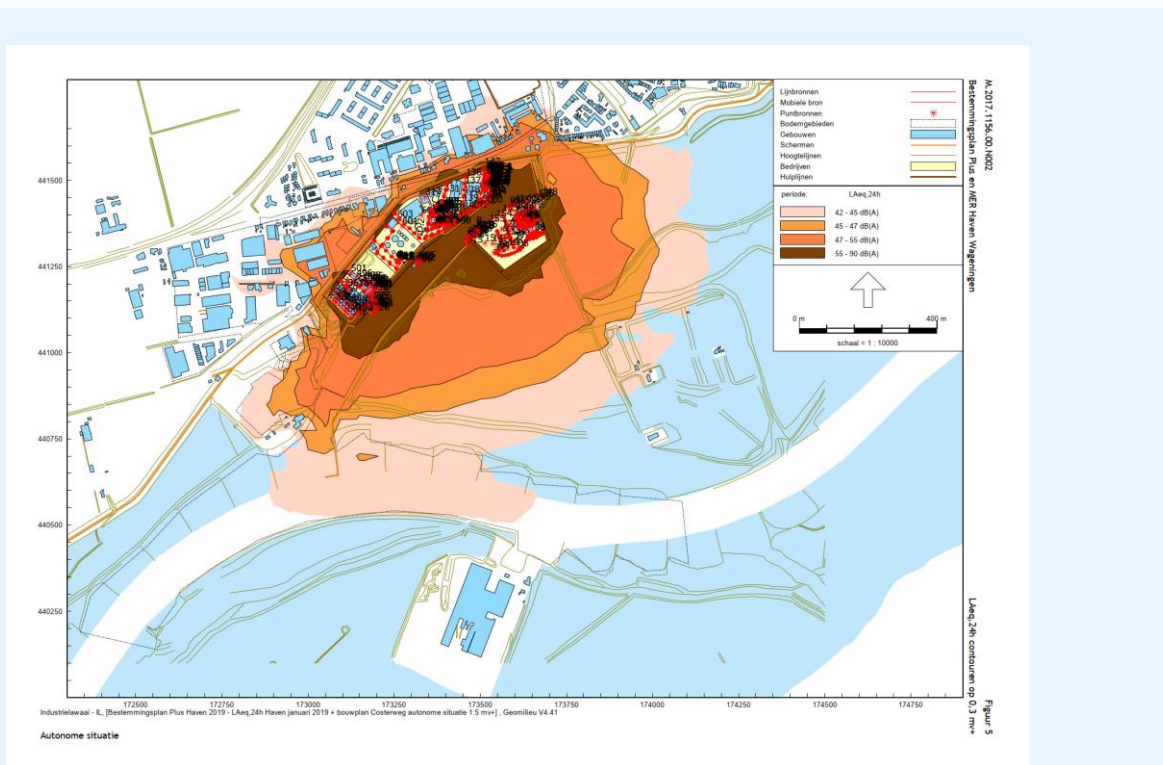 Lijnbronnen
Mobiele bron
Puntbronnen
Bodemgebieden
Gebouwen
Schermen
Hoogtelijnen
Bedrijven
Hulplijnen
periode: LAeq,24h
42 - 45 dB(A)
45 - 47 dB(A)
47 - 55 dB(A)
55 - 90 dB(A)
0 m 400 m
schaal = 1 : 10000
M.2017.1156.00.N002
Bestemmingsplan Plus en MER Haven Wageningen
Figuur 5
LAeq,24h contouren op 0,3 mv+
441500
441250
441000
440750
440500
440250
501
172500 172750 173000 173250 173500 173750 174000 174250 174500 174750
Industrielawaai - IL, [Bestemmingsplan Plus Haven 2019 - LAeq,24h Haven januari 2019 + bouwplan Costerweg autonome situatie 1.5 mv+] , Geomilieu V4.41
Autonome situatie